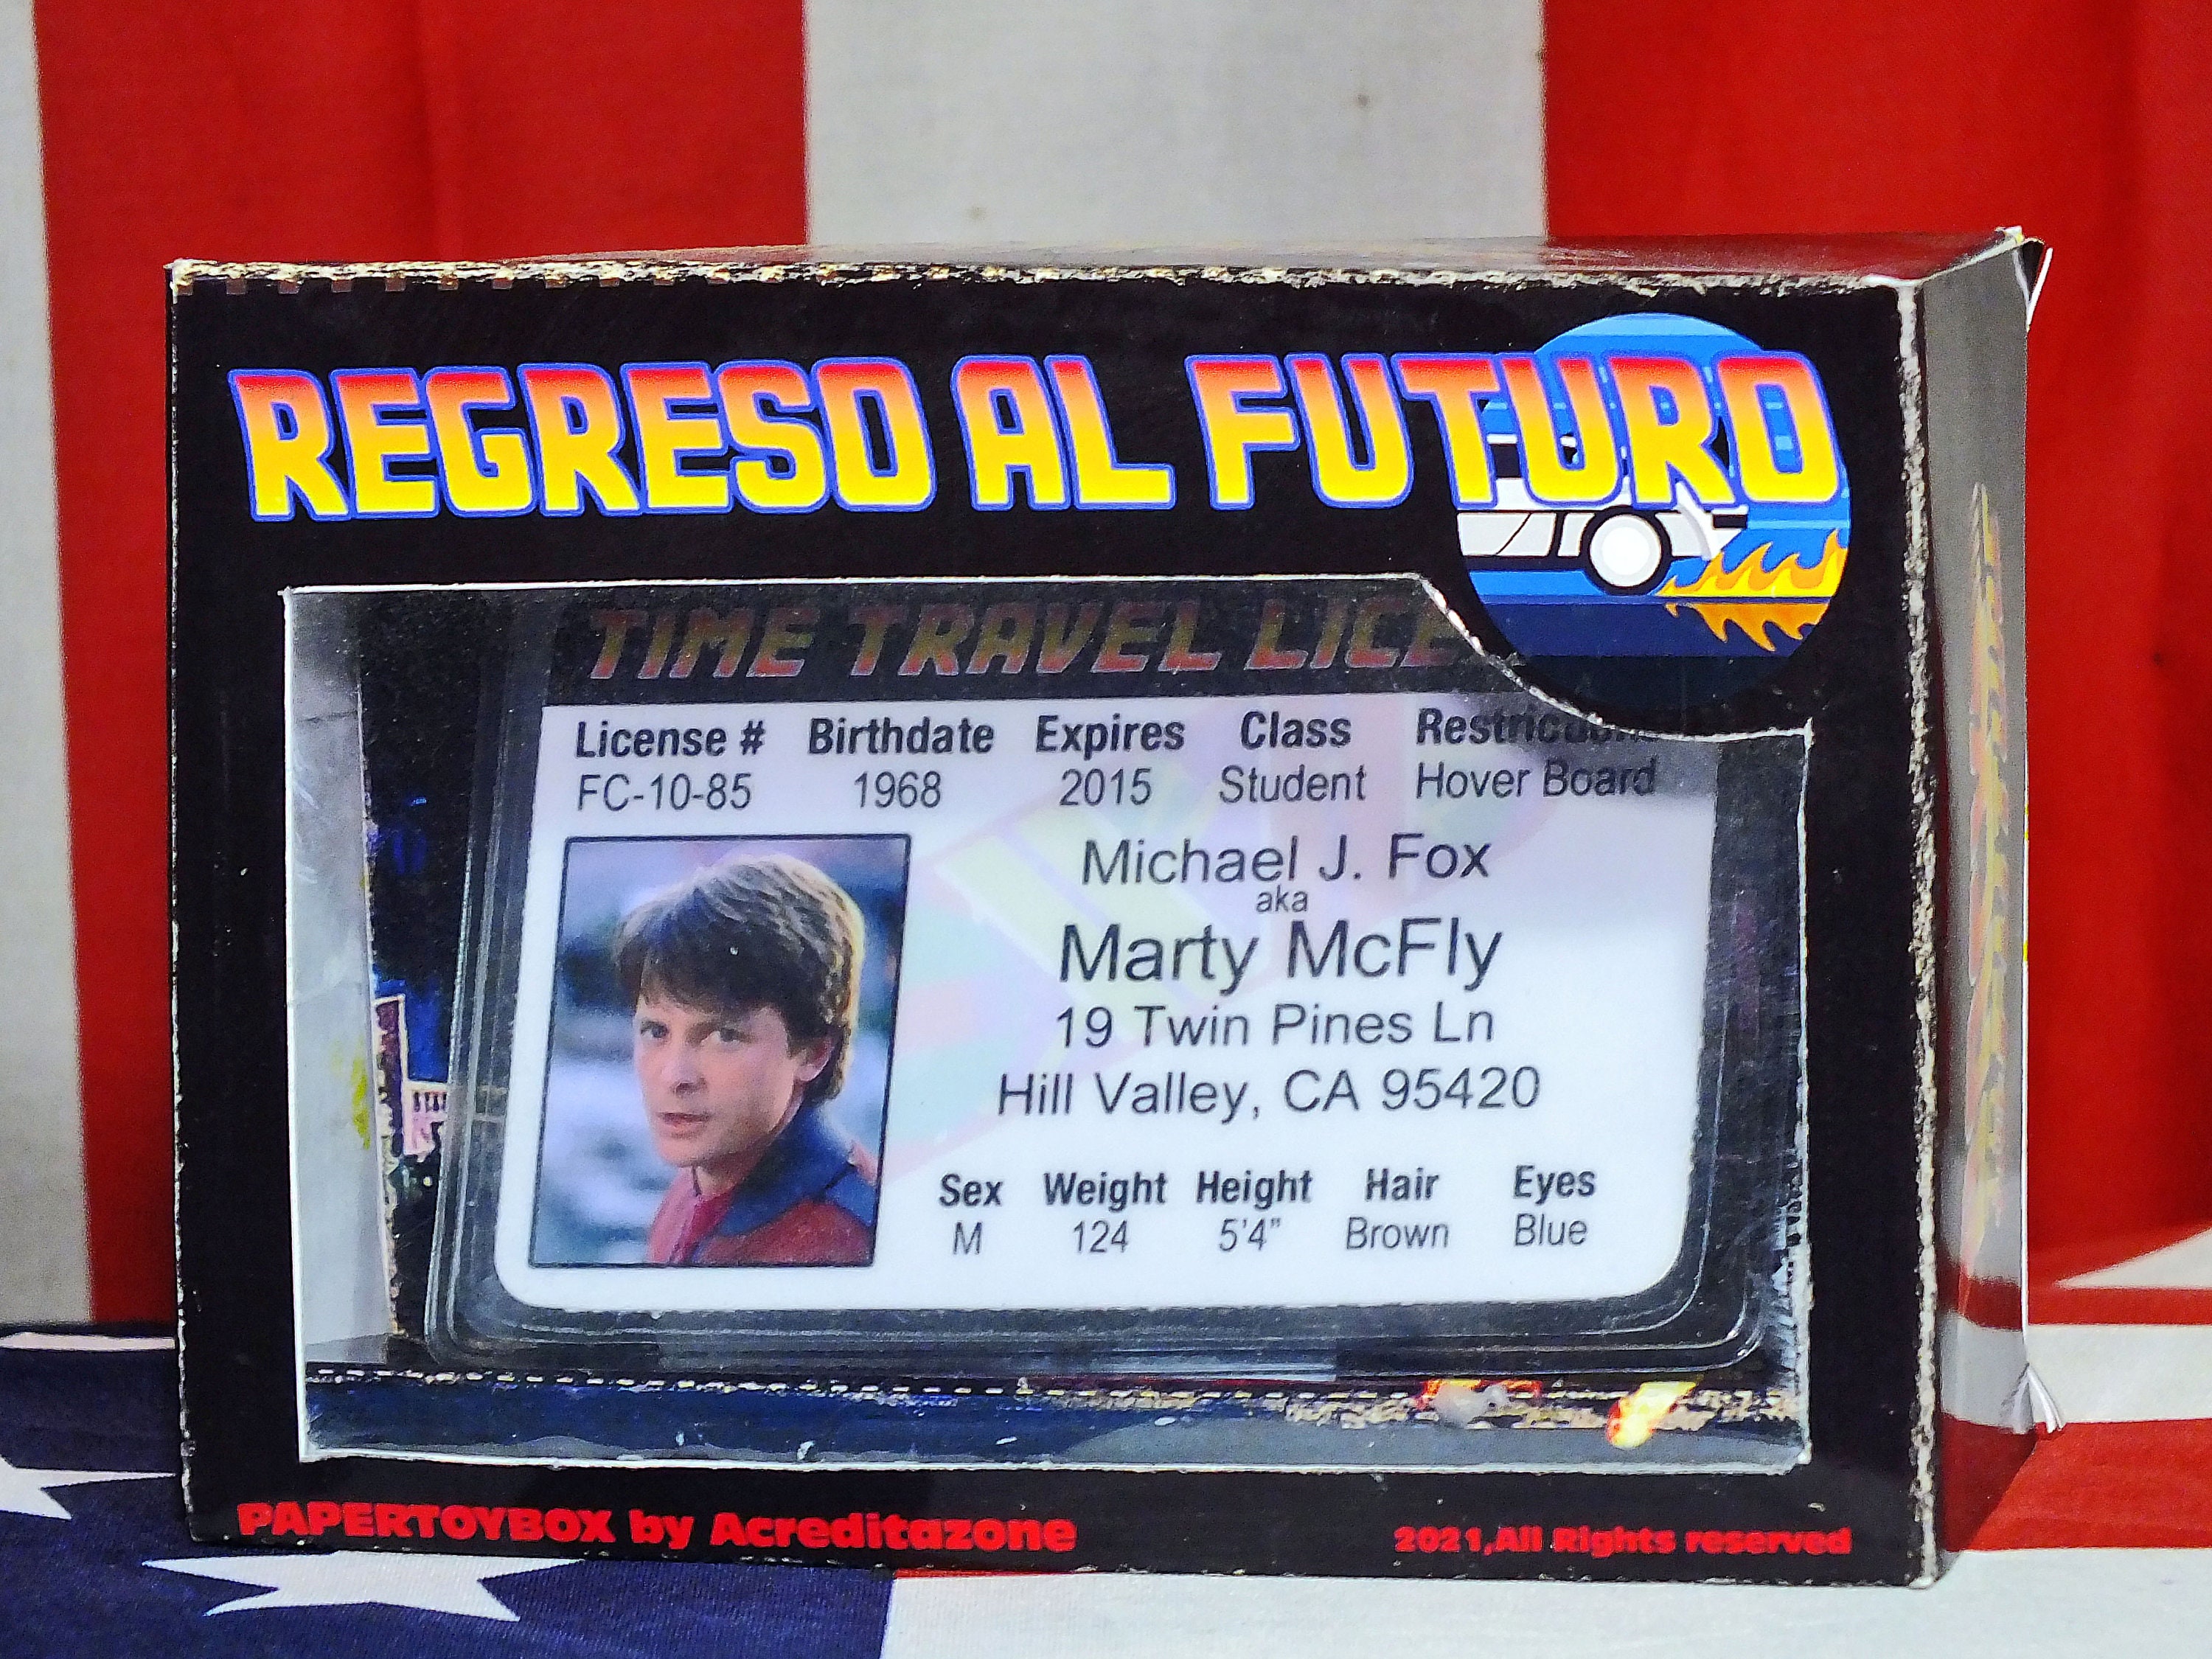 REGRESO AL FUTURO
TIME TRAVEL LICE
License # Birthdate Expires Class Restrictions
FC-10-85 1968 2015 Student Hover Board
Michael J. Fox
aka
Marty McFly
19 Twin Pines Ln
Hill Valley, CA 95420
Sex Weight Height Hair Eyes
M 124 5'4" Brown Blue
PAPERTOYBOX by Acreditazone
2021,All Rights reserved